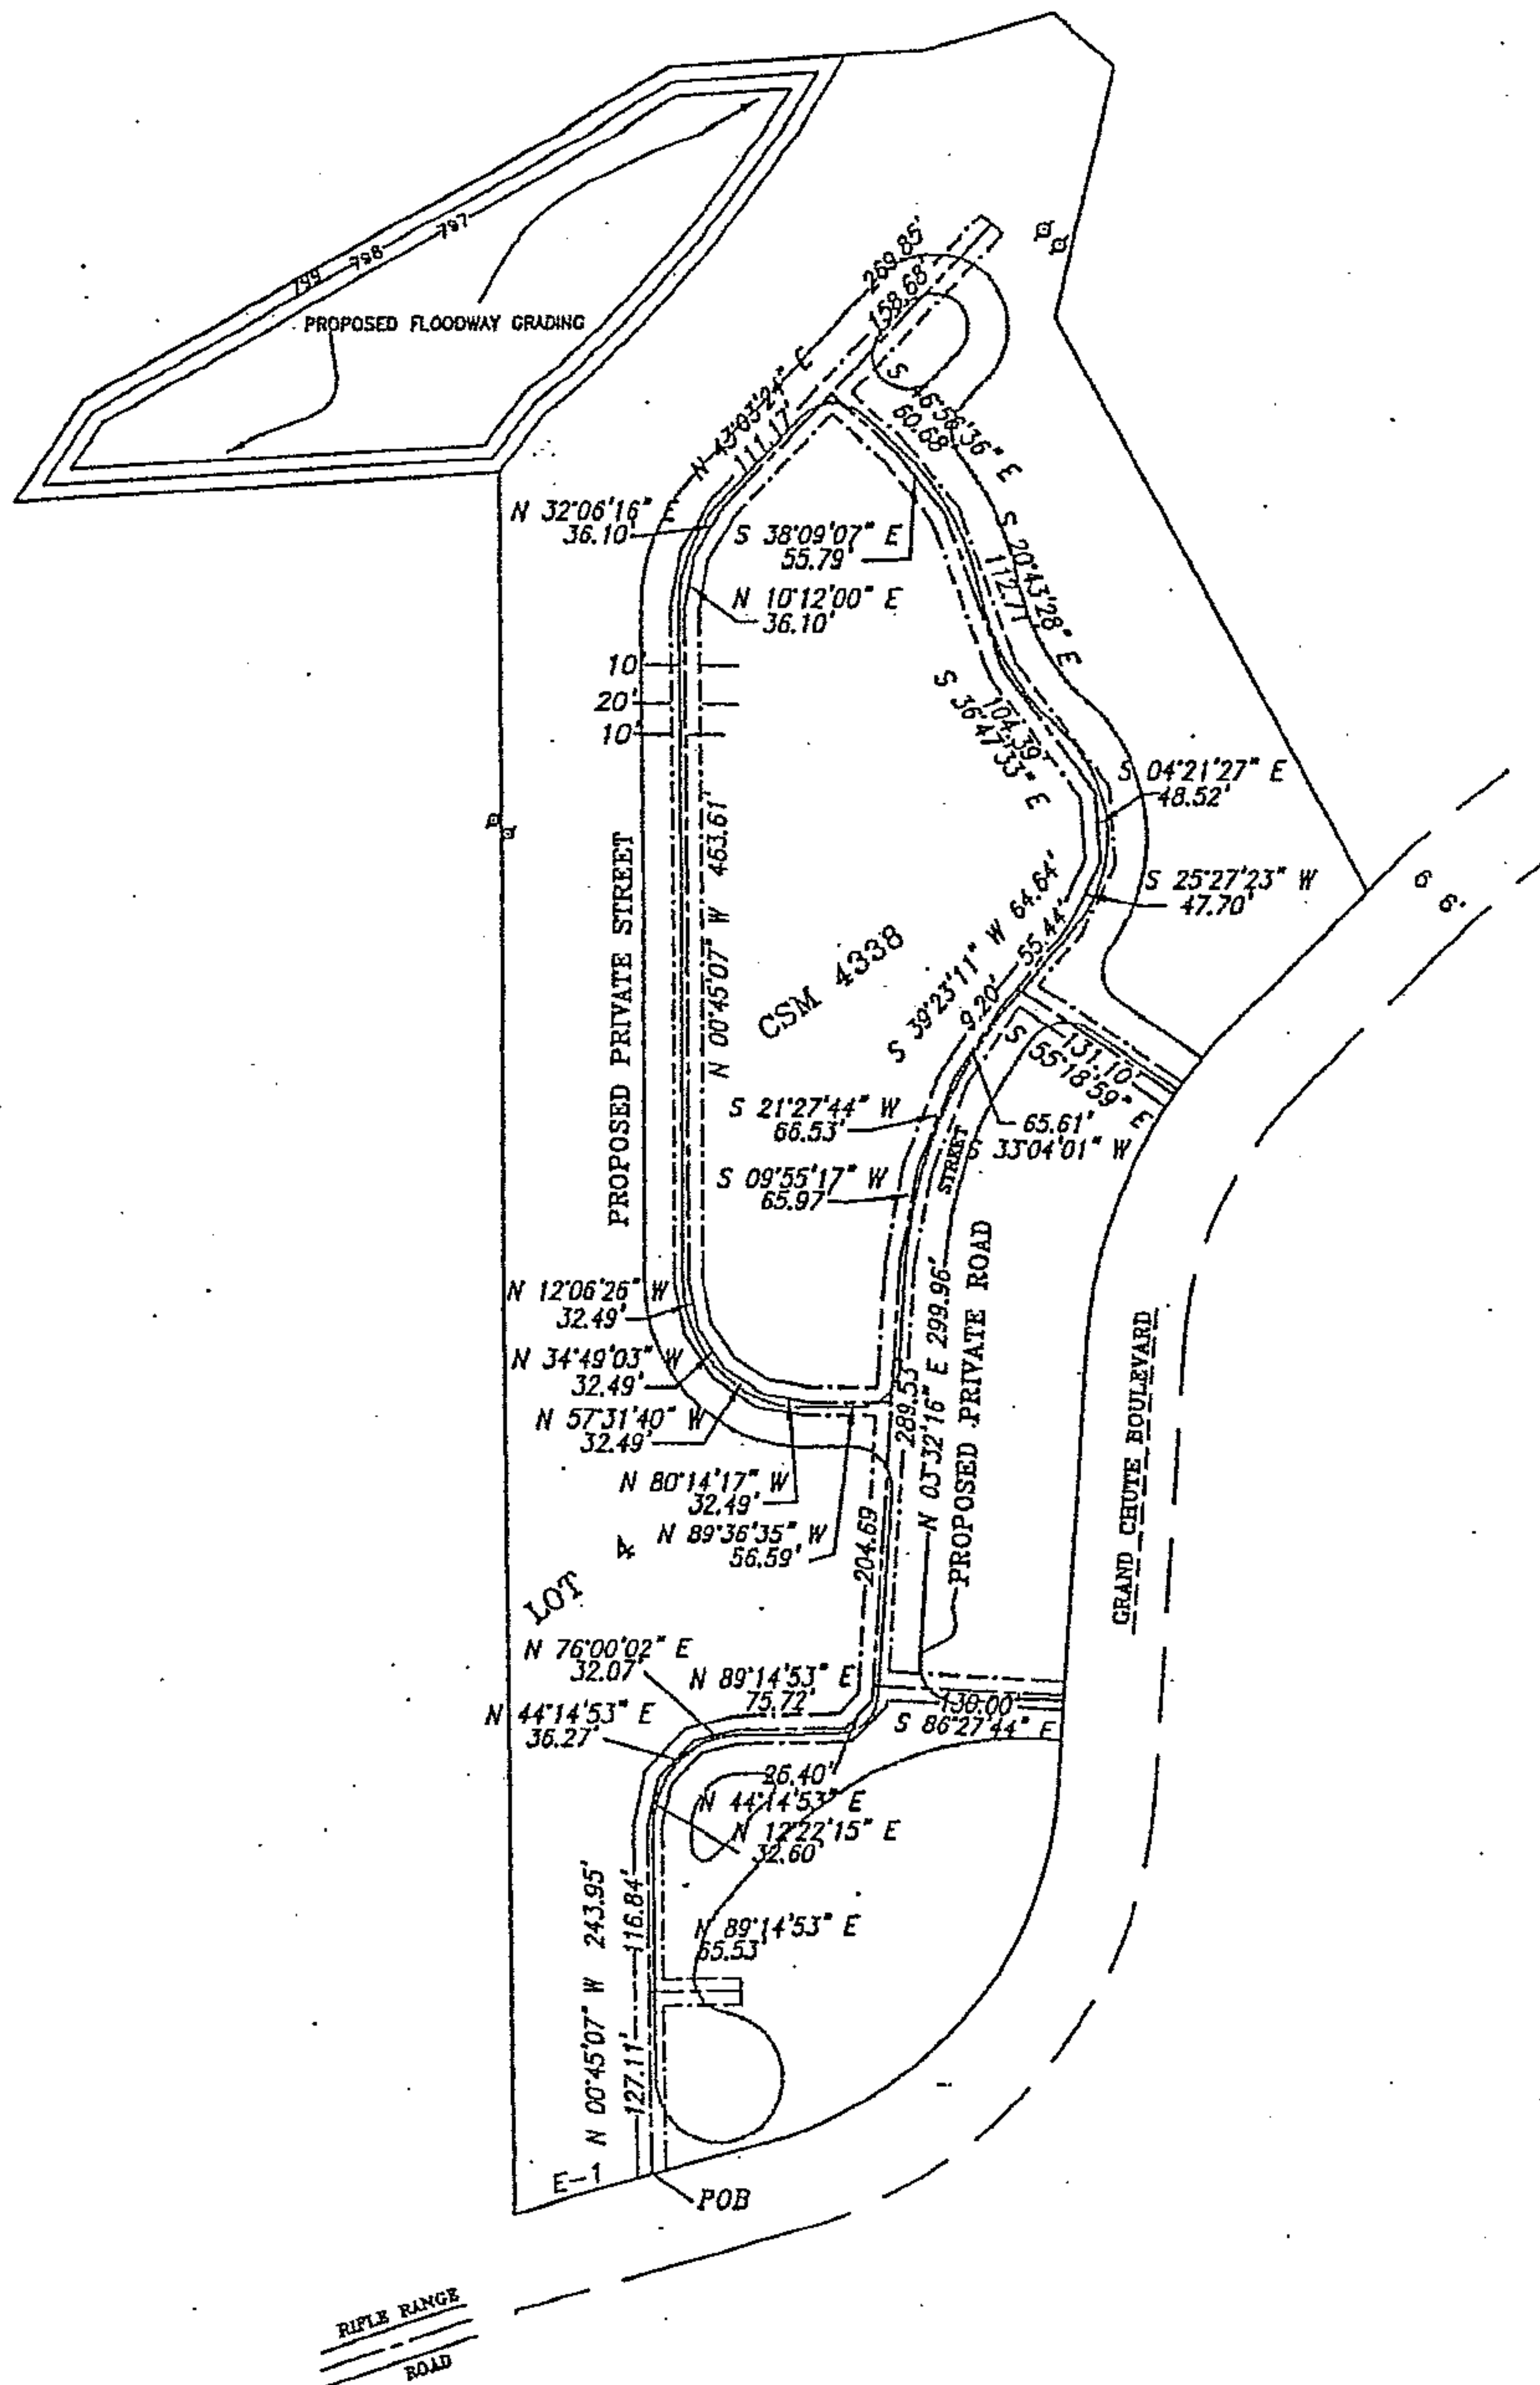 799
798
797
PROPOSED FLOODWAY GRADING
269.85'
158.68'
N 43°03'24" E
111.17'
S 46°56'36" E
60.68'
N 32°06'16" E
36.10'
S 38°09'07" E
55.79'
N 10°12'00" E
36.10'
S 20°43'28" E
112.71'
10'
20'
10'
104.39'
S 36°47'33" E
S 04°21'27" E
48.52'
S 25°27'23" W
47.70'
66'
PROPOSED PRIVATE STREET
N 00°45'07" W 463.61'
CSM 4338
S 39°23'11" W 64.64'
9.20'
55.44'
131.10'
S 55°18'59" E
S 21°27'44" W
66.53'
65.61'
S 33°04'01" W
STREET
S 09°55'17" W
65.97'
N 12°06'26" W
32.49'
N 34°49'03" W
32.49'
N 57°31'40" W
32.49'
N 80°14'17" W
32.49'
N 89°36'35" W
56.59'
289.53
N 03°32'16" E 299.96'
PROPOSED PRIVATE ROAD
GRAND CHUTE BOULEVARD
204.69
LOT 4
N 76°00'02" E
32.07'
N 89°14'53" E
75.72'
N 44°14'53" E
36.27'
130.00'
S 86°27'44" E
26.40'
N 44°14'53" E
N 12°22'15" E
32.60'
N 89°14'53" E
65.53'
N 00°45'07" W 243.95'
116.84'
127.11'
E-1
POB
RIFLE RANGE
ROAD